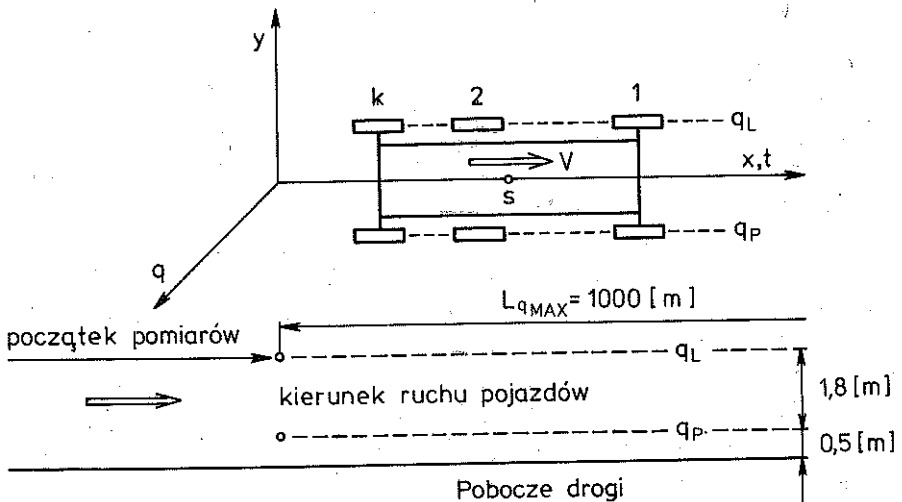 y
k 2 1
q_L
V
x,t
s
q_P
q
L_qMAX = 1000 [m]
początek pomiarów
q_L
kierunek ruchu pojazdów
1,8 [m]
q_P
0,5 [m]
Pobocze drogi